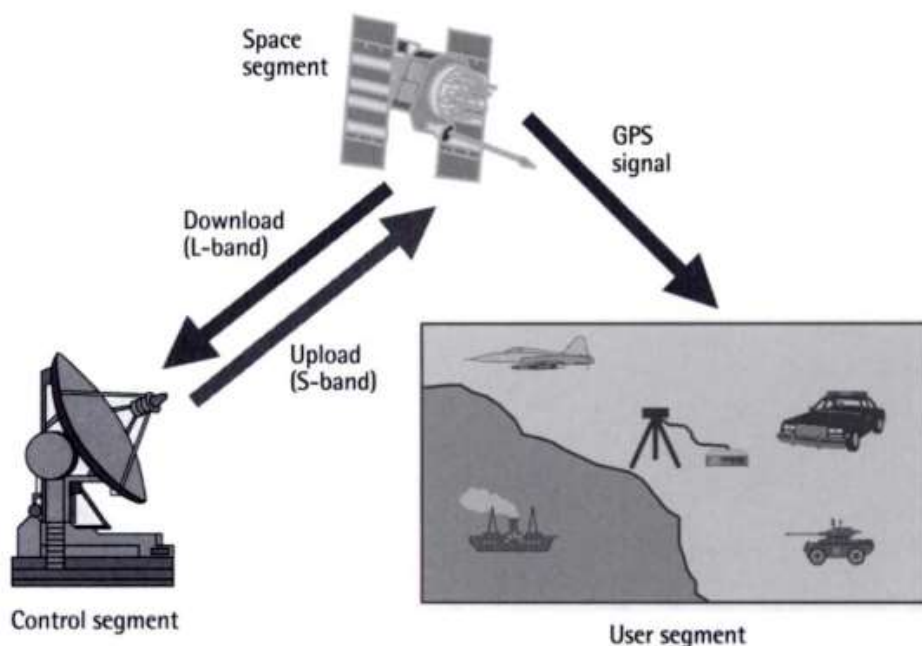 Space
segment
GPS
signal
Download
(L-band)
Upload
(S-band)
Control segment
User segment